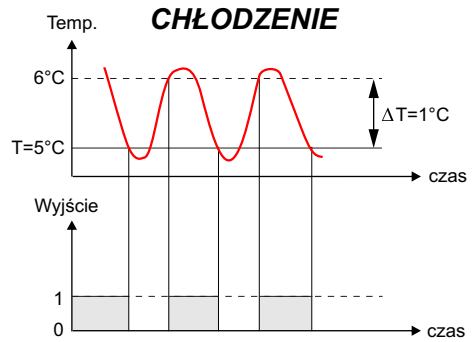 CHŁODZENIE
Temp.
6°C
ΔT=1°C
T=5°C
czas
Wyjście
1
0
czas